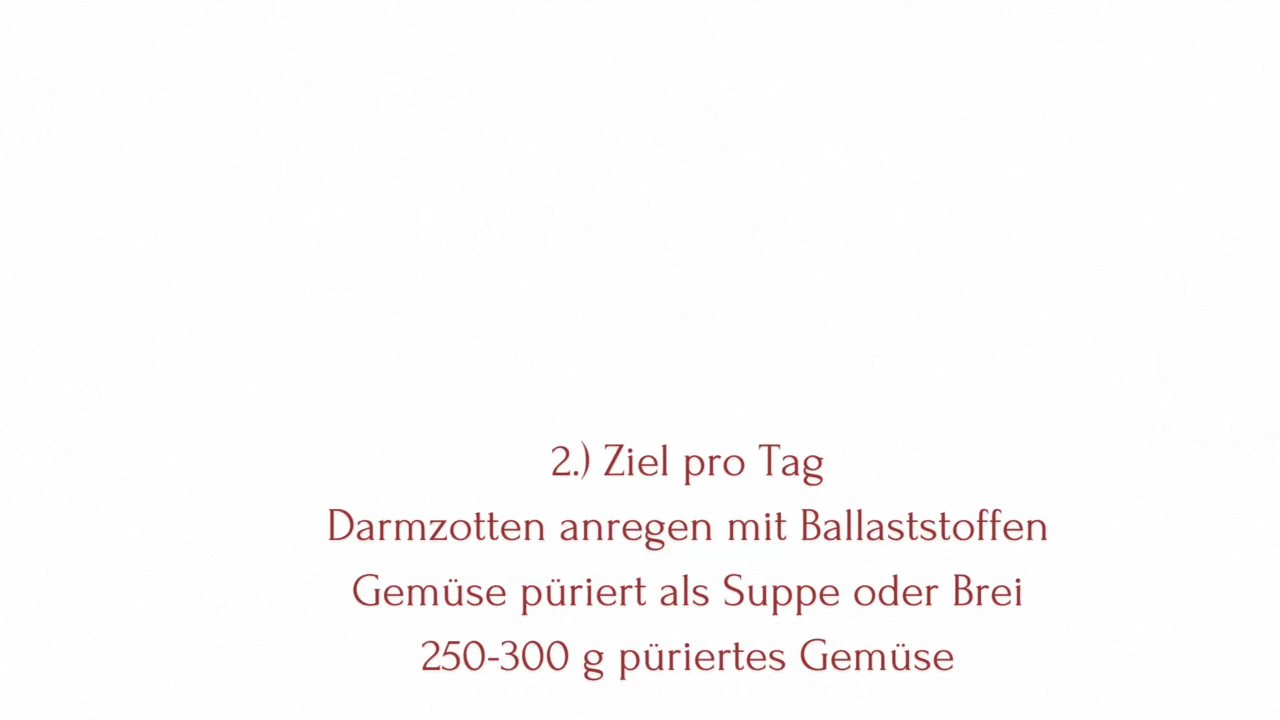 2.) Ziel pro Tag
Darmzotten anregen mit Ballaststoffen
Gemüse püriert als Suppe oder Brei
250-300 g püriertes Gemüse